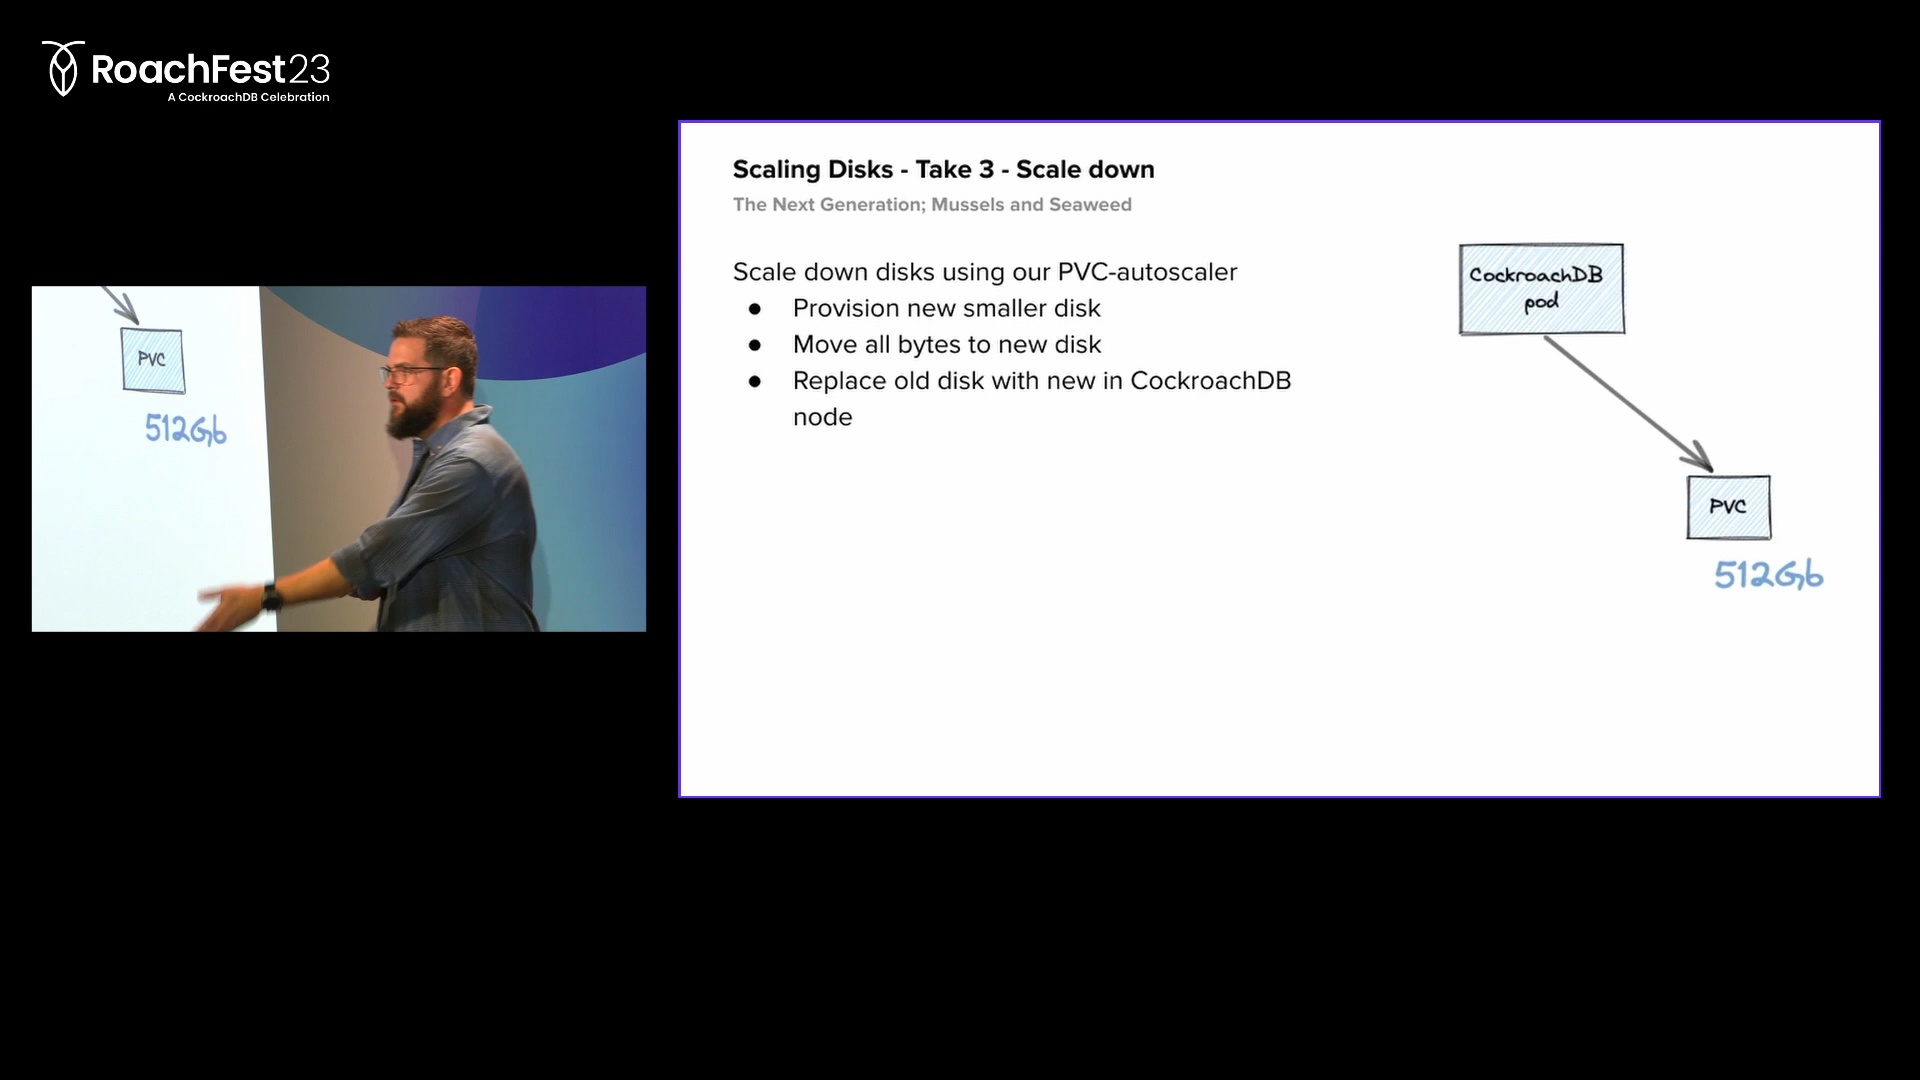 RoachFest23
A CockroachDB Celebration
Scaling Disks - Take 3 - Scale down
The Next Generation; Mussels and Seaweed
Scale down disks using our PVC-autoscaler
● Provision new smaller disk
● Move all bytes to new disk
● Replace old disk with new in CockroachDB
node
CockroachDB
pod
PVC
512Gb
PVC
512Gb